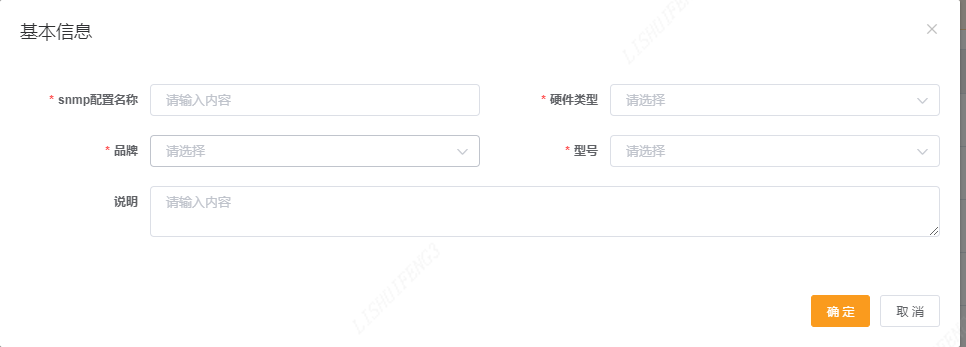 基本信息
* snmp配置名称 请输入内容 * 硬件类型 请选择
* 品牌 请选择 * 型号 请选择
说明 请输入内容
确 定 取 消
LISHUIFENG3